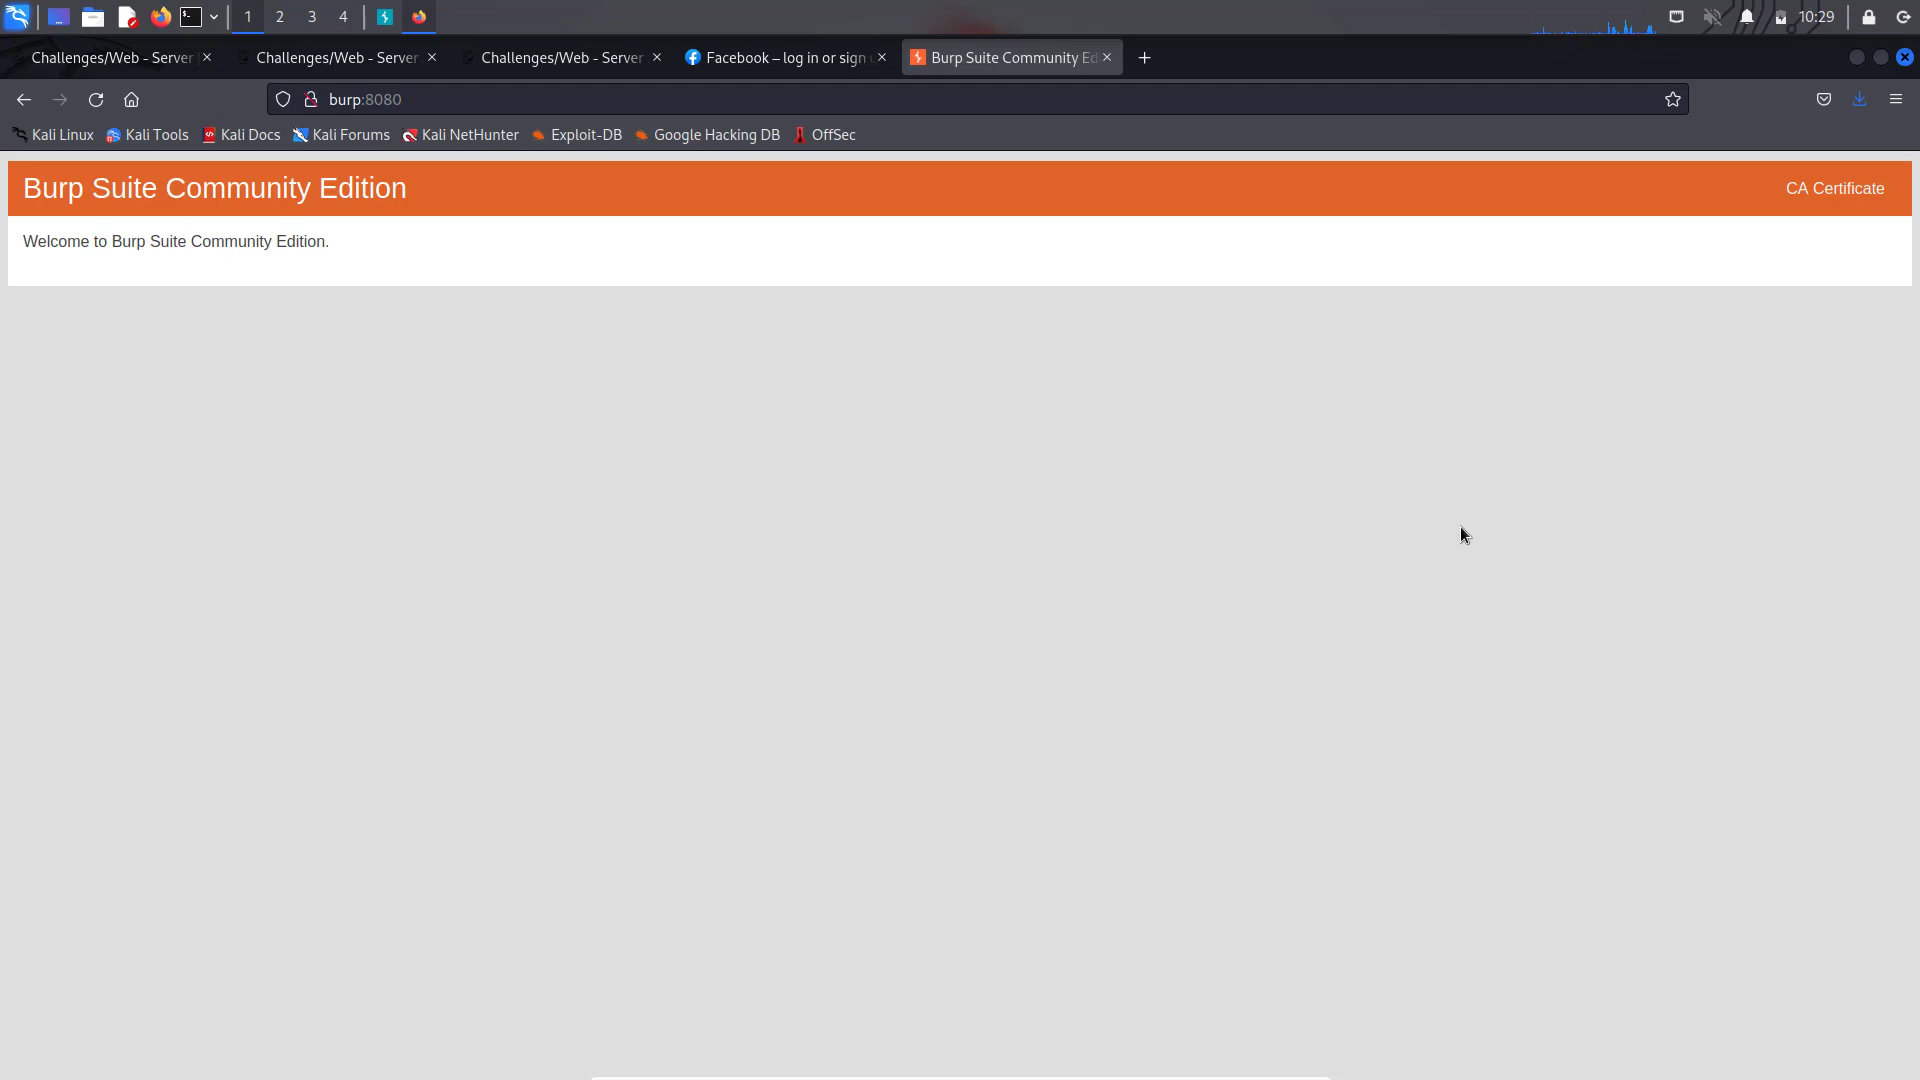 1 2 3 4 10:29
Challenges/Web - Server Challenges/Web - Server Challenges/Web - Server Facebook – log in or sign u Burp Suite Community Ed
burp:8080
Kali Linux Kali Tools Kali Docs Kali Forums Kali NetHunter Exploit-DB Google Hacking DB OffSec
Burp Suite Community Edition CA Certificate
Welcome to Burp Suite Community Edition.